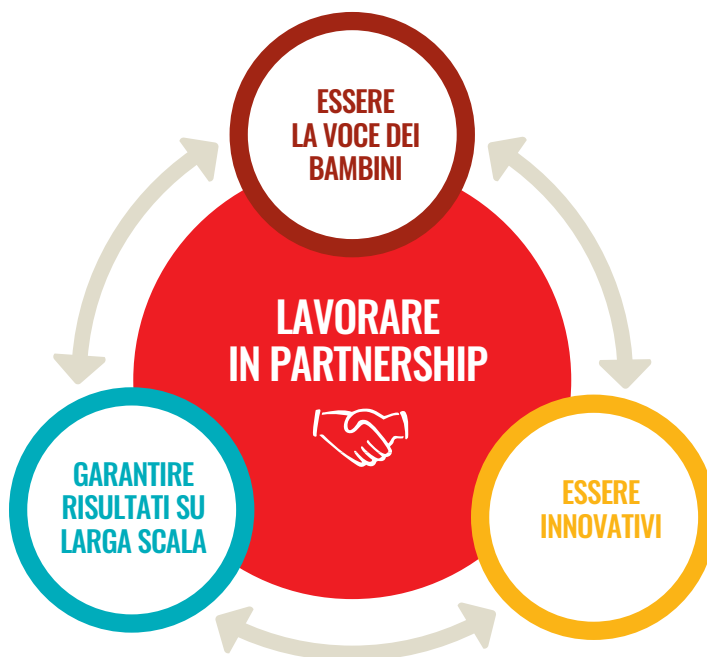 ESSERE
LA VOCE DEI
BAMBINI
LAVORARE
IN PARTNERSHIP
GARANTIRE
RISULTATI SU
LARGA SCALA
ESSERE
INNOVATIVI